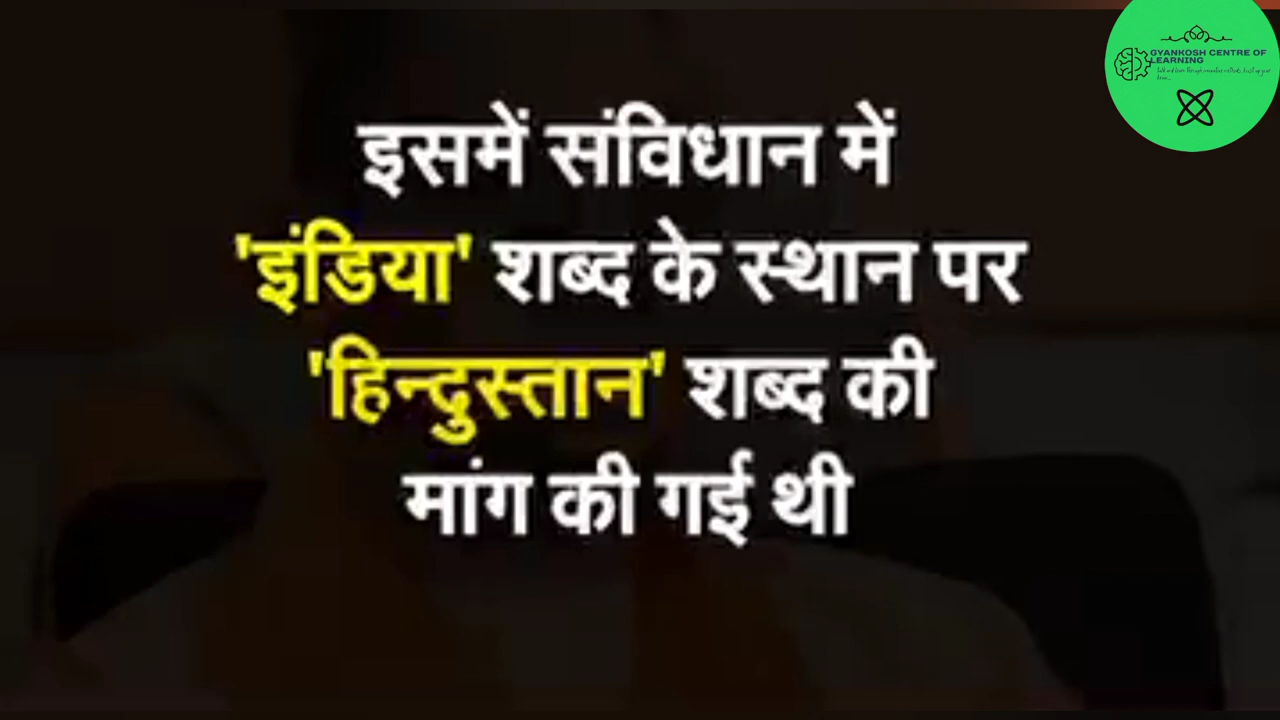 GYANKOSH CENTRE OF
LEARNING
इसमें संविधान में
'इंडिया' शब्द के स्थान पर
'हिन्दुस्तान' शब्द की
मांग की गई थी